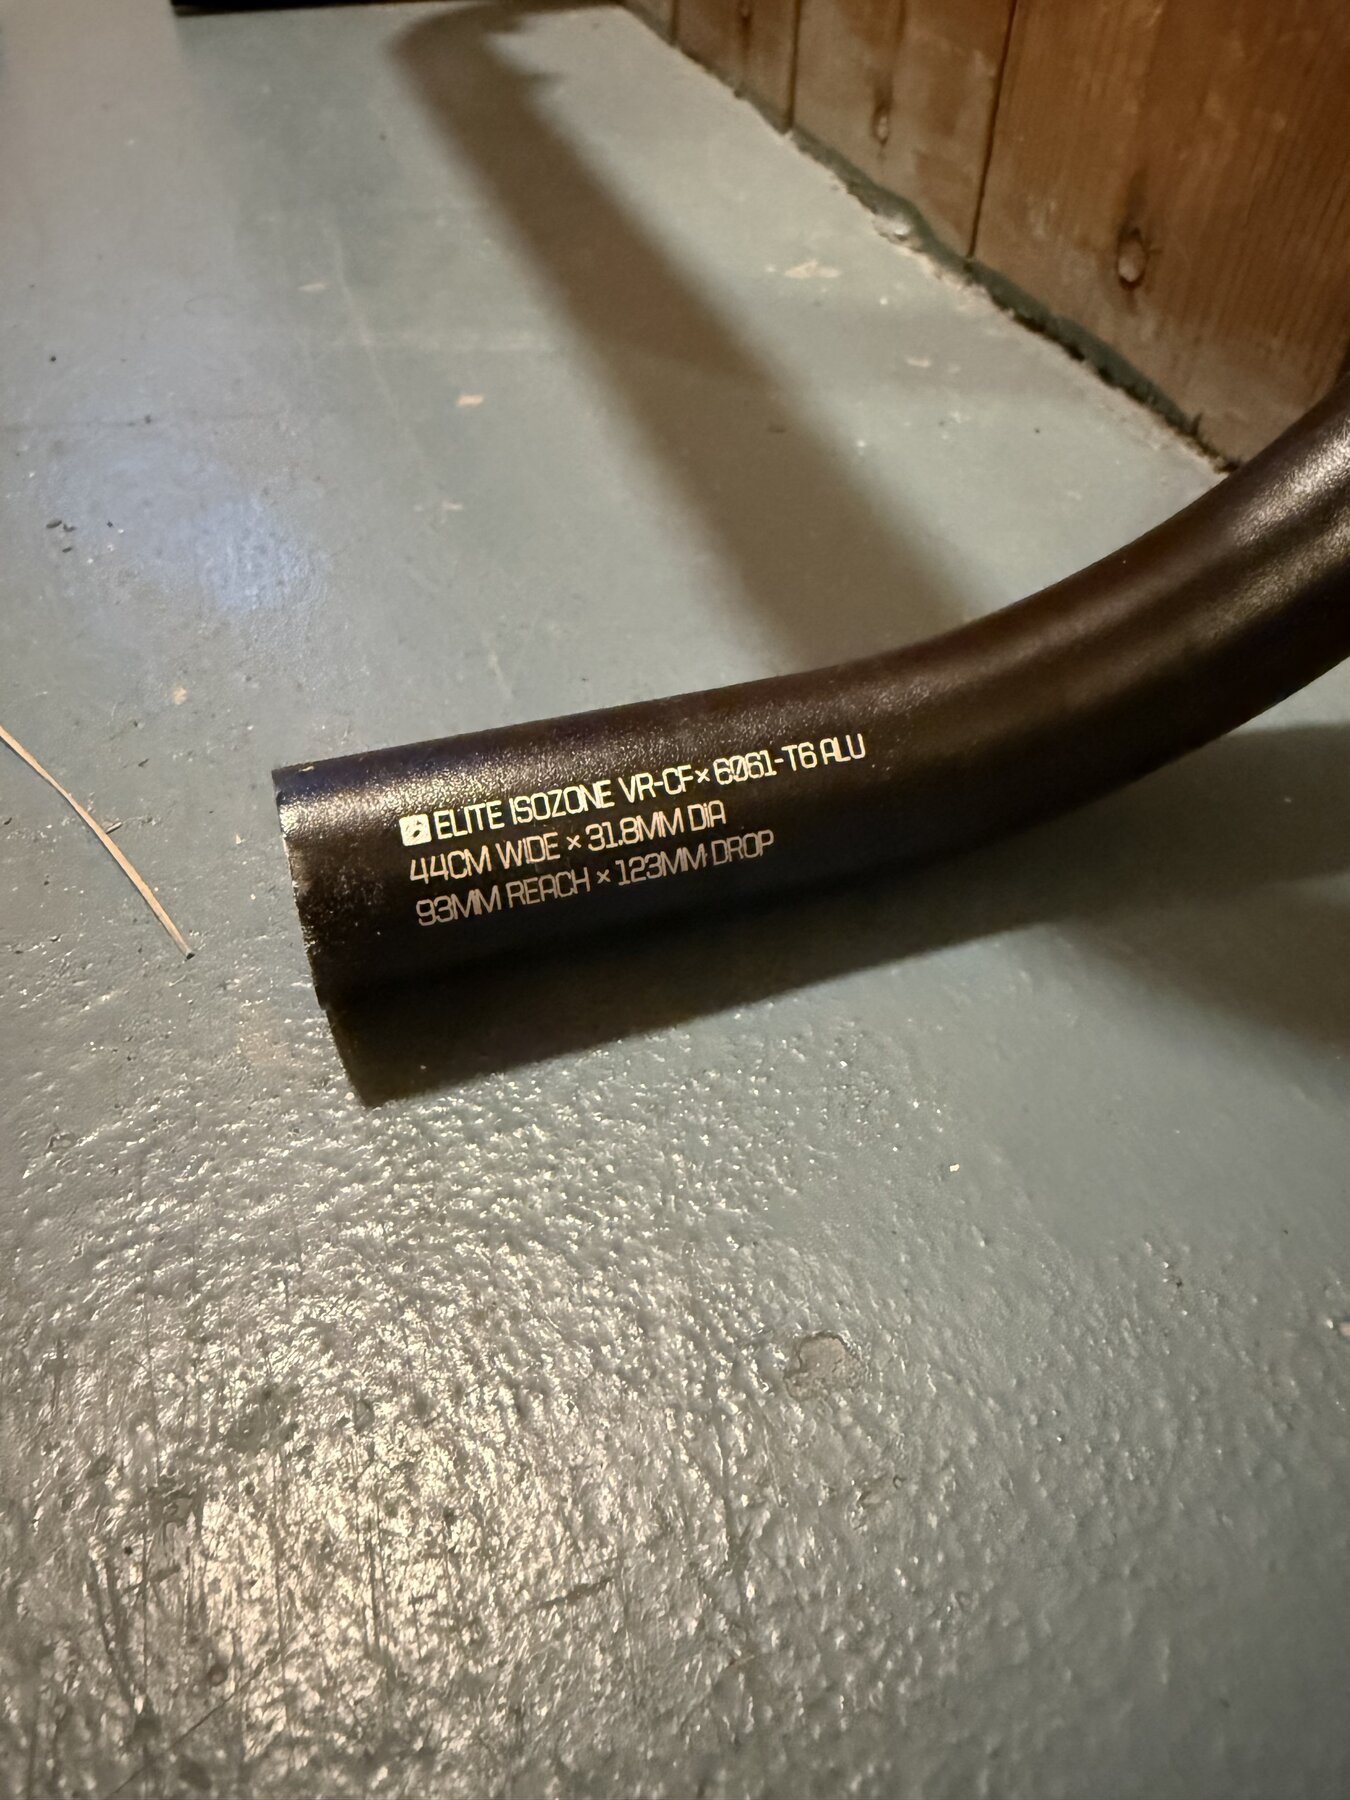 ELITE ISOZONE VR-CF × 6061-T6 ALU
44CM WIDE × 31.8MM DIA
93MM REACH × 123MM DROP